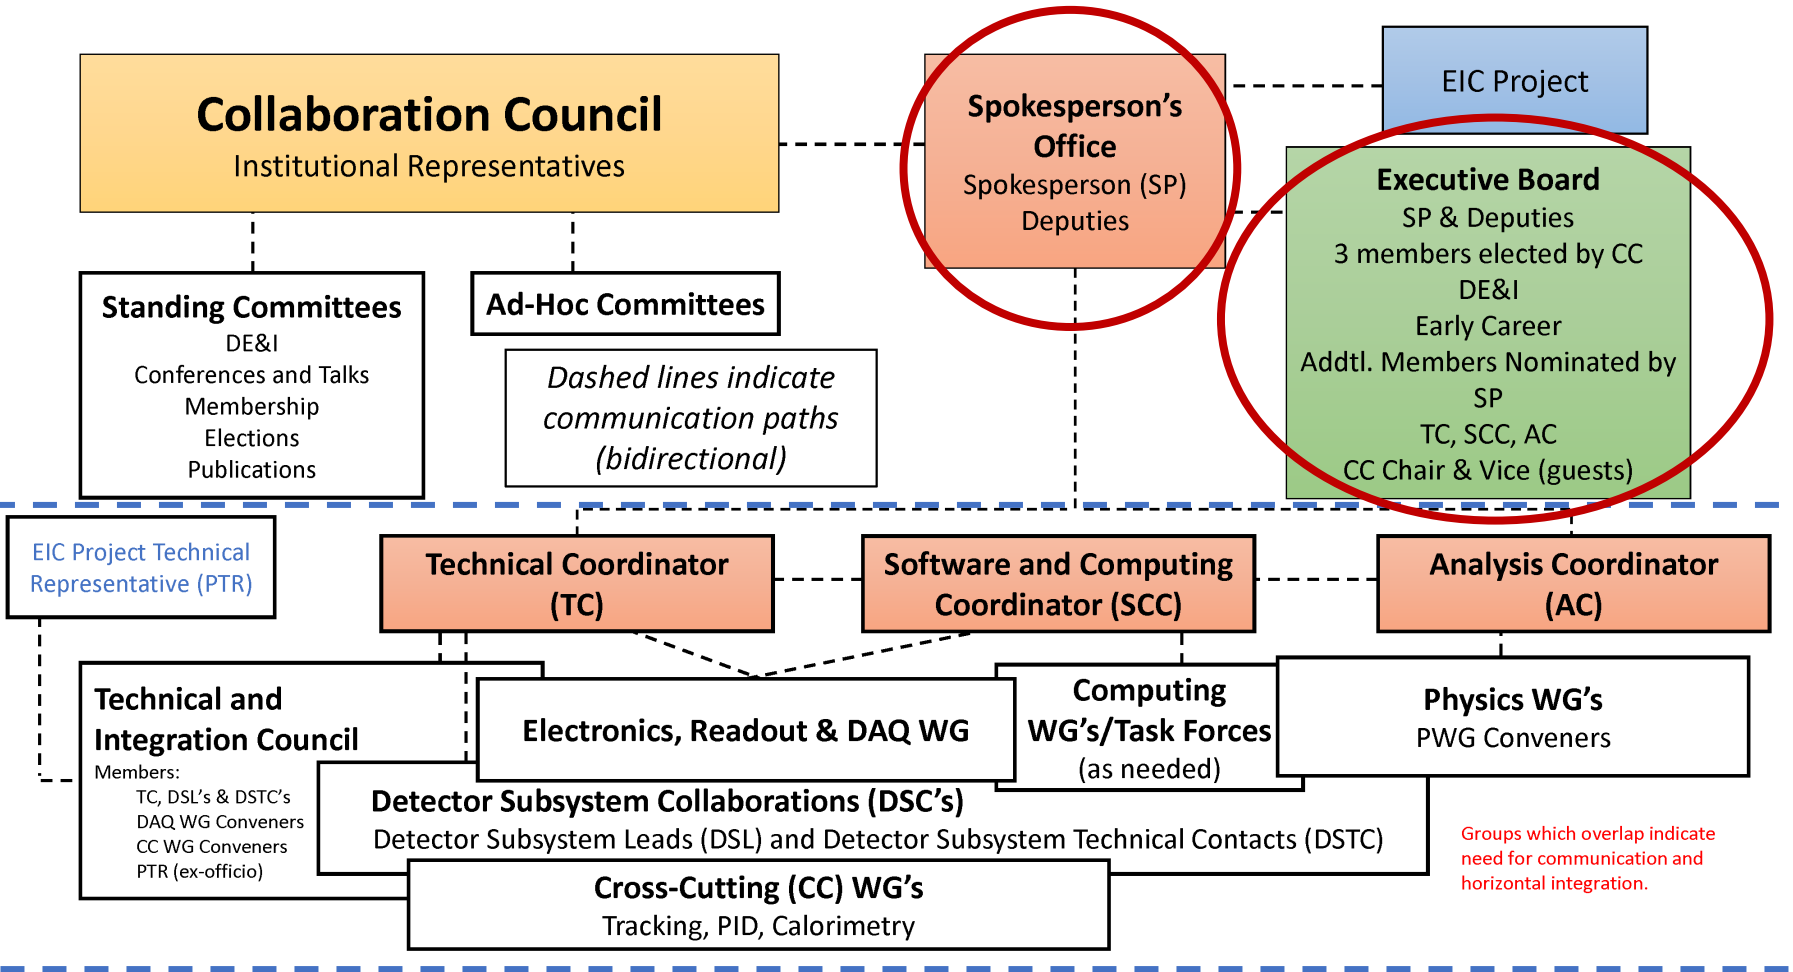 Collaboration Council
Institutional Representatives
Spokesperson's
Office
Spokesperson (SP)
Deputies
EIC Project
Executive Board
SP & Deputies
3 members elected by CC
DE&I
Early Career
Addtl. Members Nominated by
SP
TC, SCC, AC
CC Chair & Vice (guests)
Standing Committees
DE&I
Conferences and Talks
Membership
Elections
Publications
Ad-Hoc Committees
Dashed lines indicate
communication paths
(bidirectional)
EIC Project Technical
Representative (PTR)
Technical Coordinator
(TC)
Software and Computing
Coordinator (SCC)
Analysis Coordinator
(AC)
Technical and
Integration Council
Members:
TC, DSL's & DSTC's
DAQ WG Conveners
CC WG Conveners
PTR (ex-officio)
Electronics, Readout & DAQ WG
Computing
WG's/Task Forces
(as needed)
Physics WG's
PWG Conveners
Detector Subsystem Collaborations (DSC's)
Detector Subsystem Leads (DSL) and Detector Subsystem Technical Contacts (DSTC)
Cross-Cutting (CC) WG's
Tracking, PID, Calorimetry
Groups which overlap indicate
need for communication and
horizontal integration.